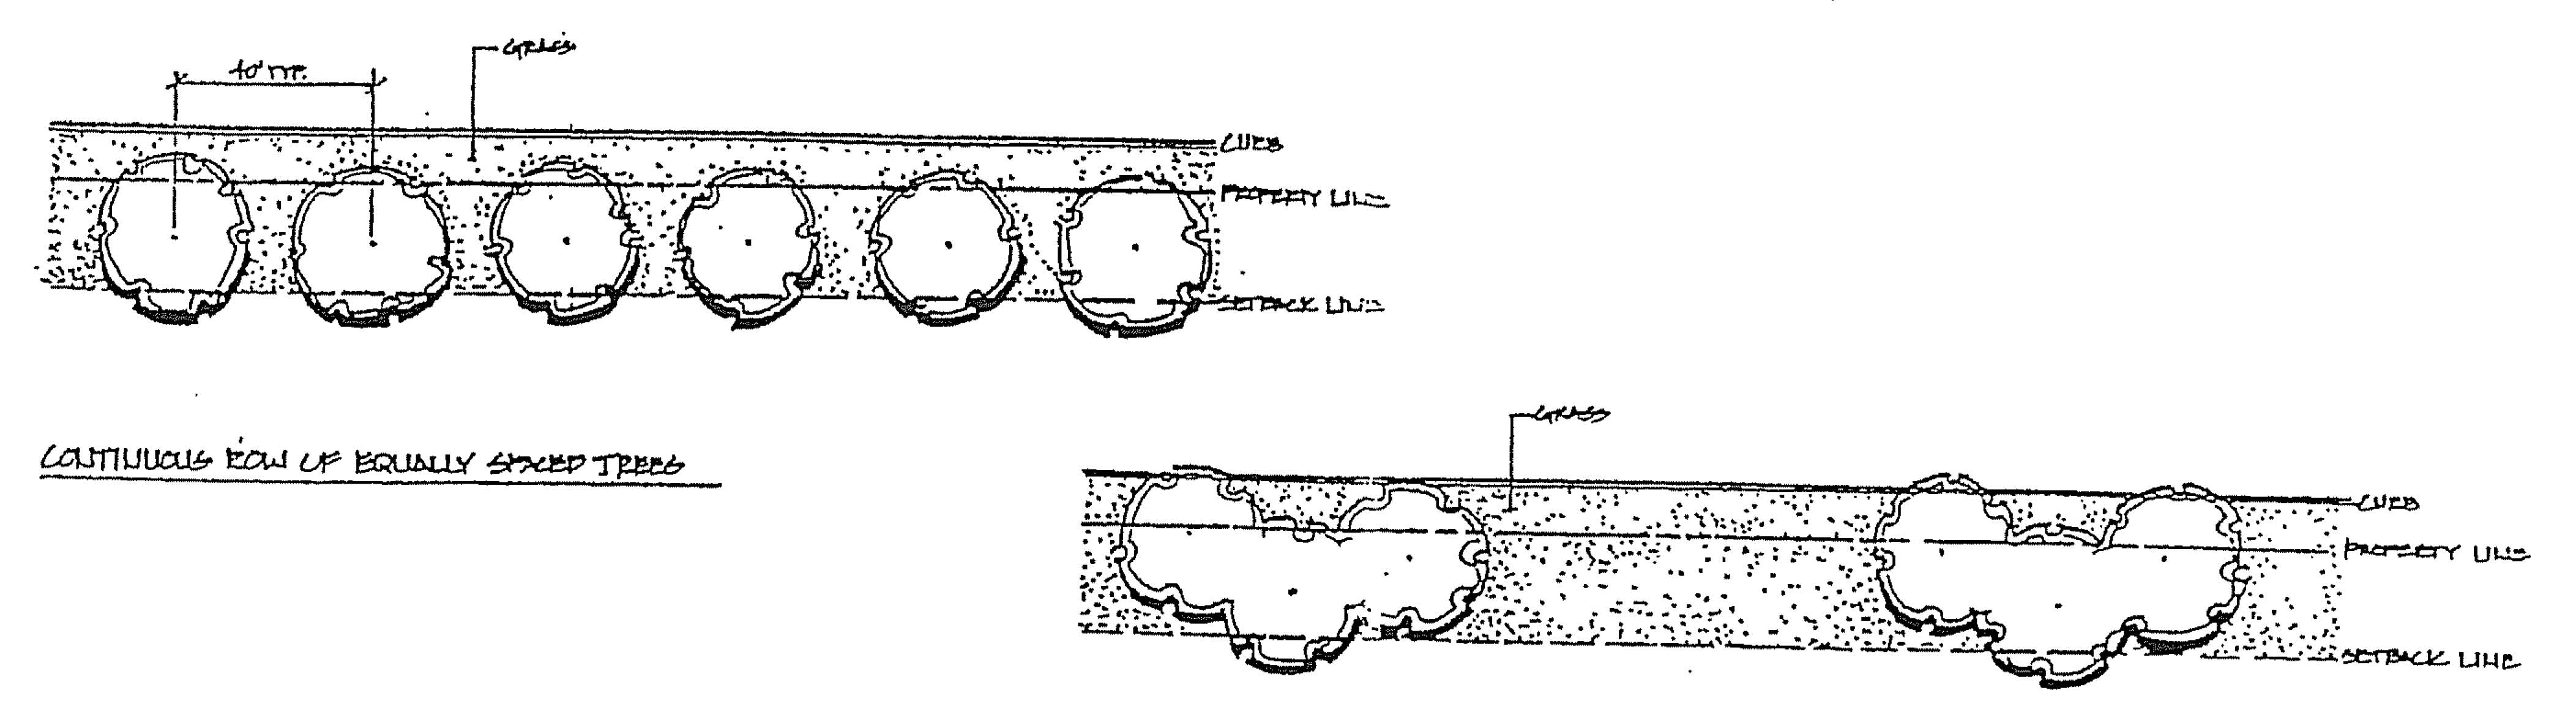 GRASS
40' TYP.
CURB
PROPERTY LINE
SETBACK LINE
CONTINUOUS ROW OF EQUALLY SPACED TREES
GRASS
CURB
PROPERTY LINE
SETBACK LINE